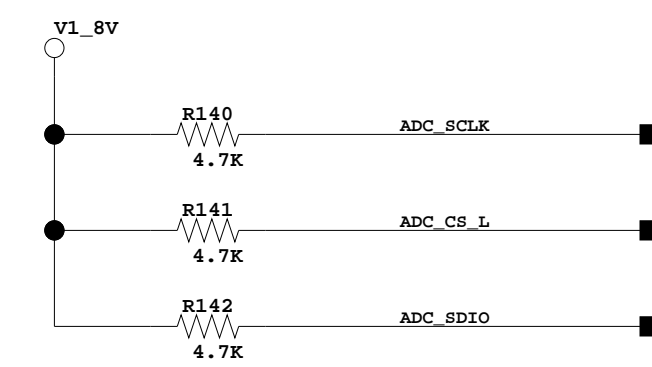 V1_8V
R140
ADC_SCLK
4.7K
R141
ADC_CS_L
4.7K
R142
ADC_SDIO
4.7K